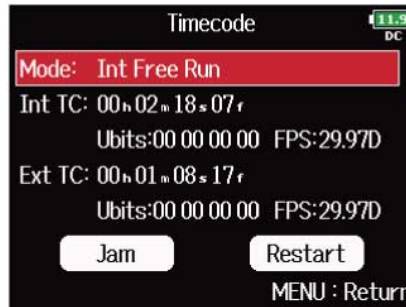 Timecode
11.9
DC
Mode: Int Free Run
Int TC: 00h02m18s07f
Ubits:00 00 00 00 FPS:29.97D
Ext TC: 00h01m08s17f
Ubits:00 00 00 00 FPS:29.97D
Jam Restart
MENU : Return